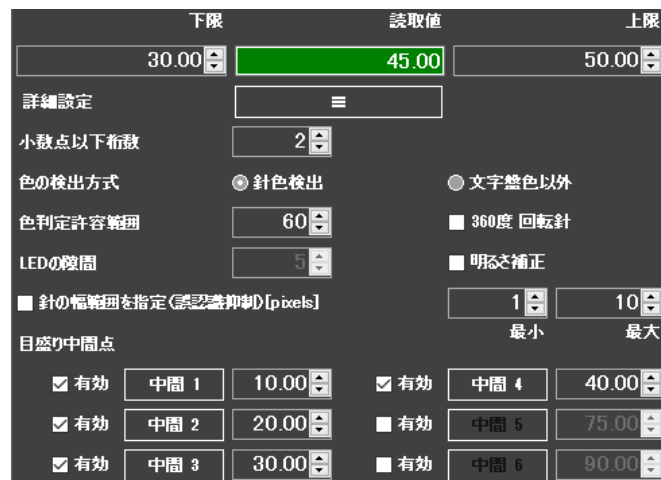 下限 読取値 上限
30.00 45.00 50.00
詳細設定 ≡
小数点以下桁数 2
色の検出方式 針色検出 文字盤色以外
色判定許容範囲 60 360度 回転針
LEDの隙間 5 明るさ補正
針の幅範囲を指定(誤認識抑制)[pixels] 1 10
最小 最大
目盛り中間点
有効 中間 1 10.00 有効 中間 4 40.00
有効 中間 2 20.00 有効 中間 5 75.00
有効 中間 3 30.00 有効 中間 6 90.00